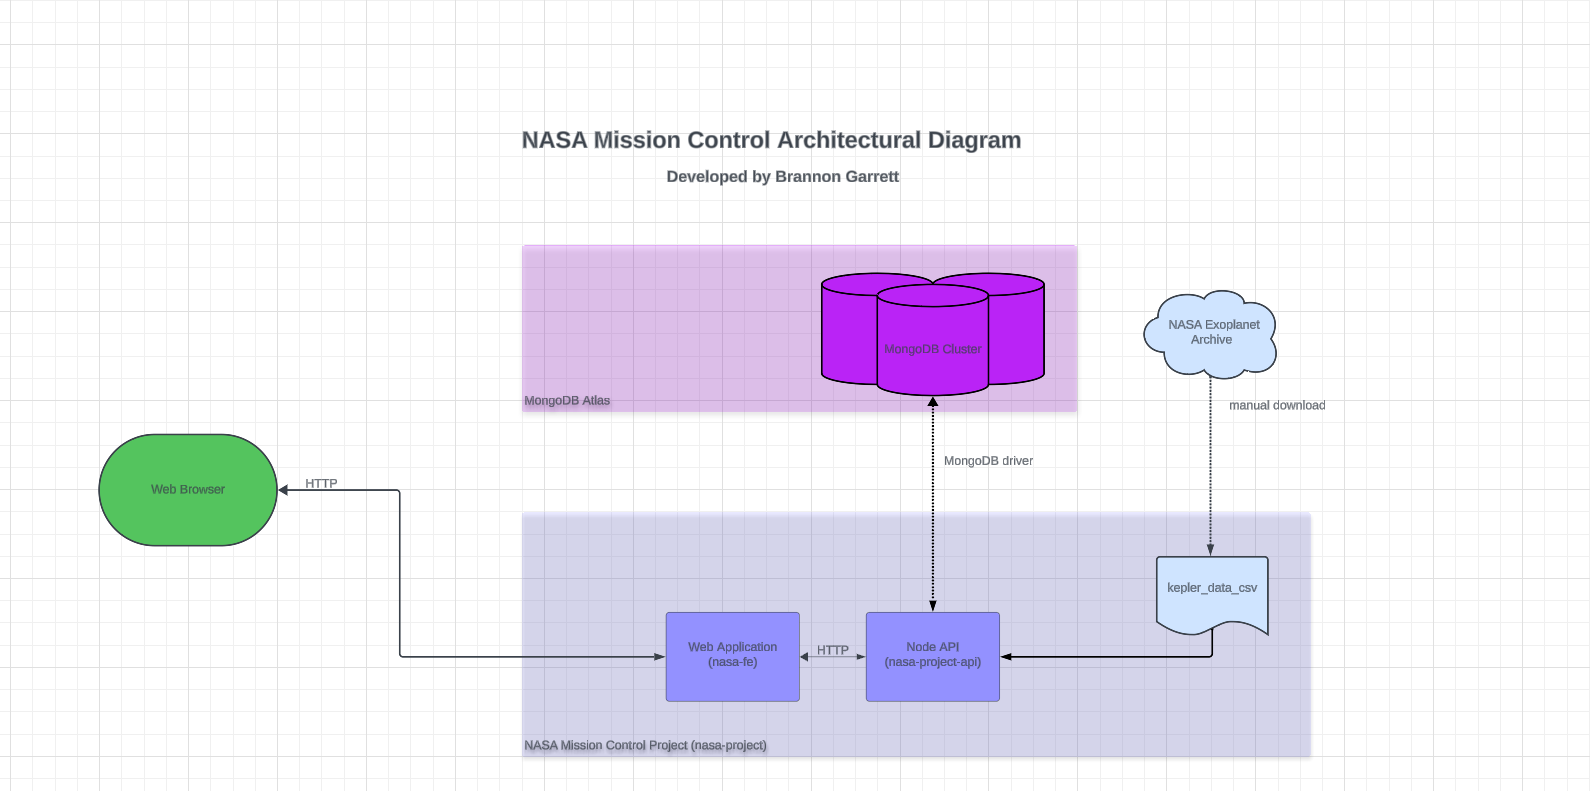 NASA Mission Control Architectural Diagram
Developed by Brannon Garrett
NASA Exoplanet
Archive
MongoDB Cluster
MongoDB Atlas
manual download
MongoDB driver
Web Browser
HTTP
kepler_data_csv
Web Application
(nasa-fe)
HTTP
Node API
(nasa-project-api)
NASA Mission Control Project (nasa-project)